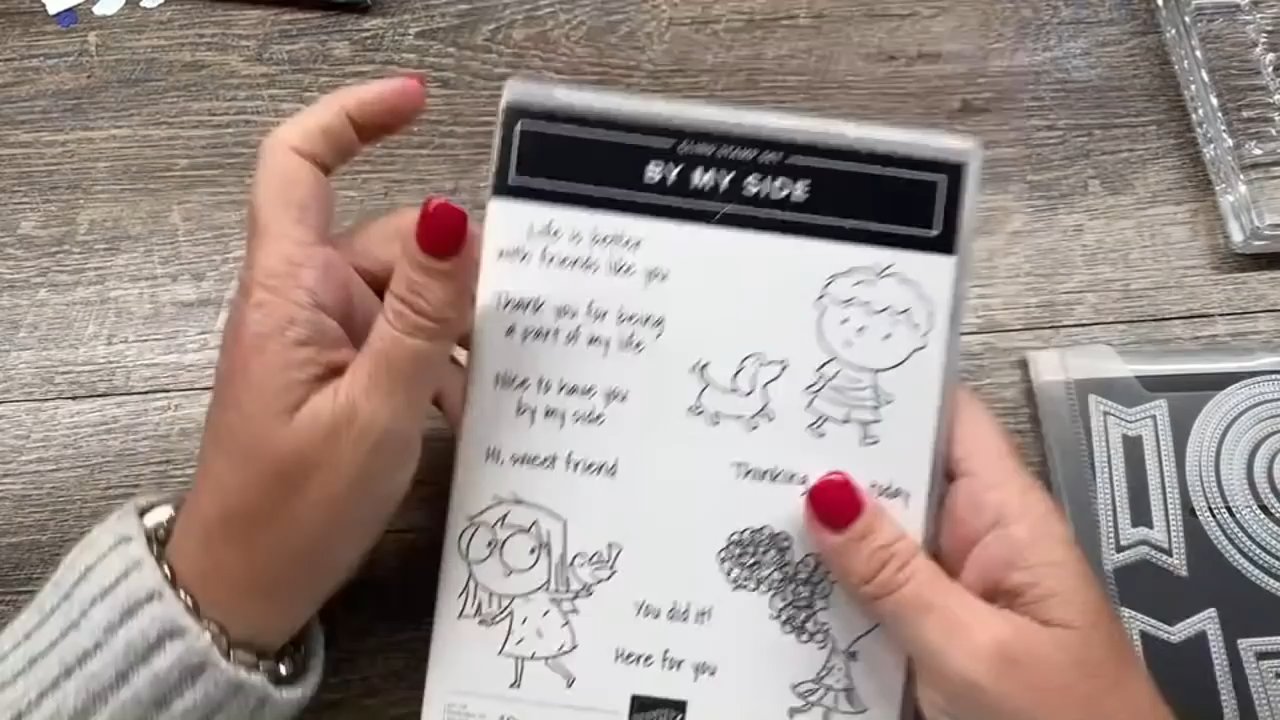 BY MY SIDE
Life is better
with friends like you
Thank you for being
a part of my life
Nice to have you
by my side
Hi, sweet friend
Thinking
today
You did it!
Here for you